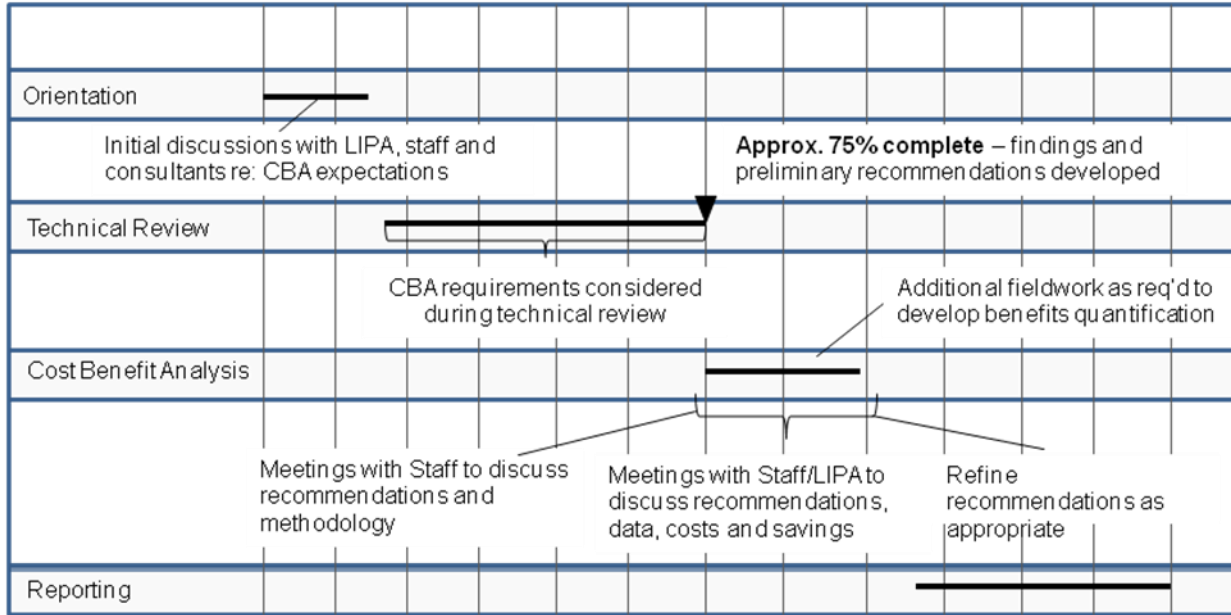 Orientation
Initial discussions with LIPA, staff and
consultants re: CBA expectations
Approx. 75% complete – findings and
preliminary recommendations developed
Technical Review
CBA requirements considered
during technical review
Additional fieldwork as req'd to
develop benefits quantification
Cost Benefit Analysis
Meetings with Staff to discuss
recommendations and
methodology
Meetings with Staff/LIPA to
discuss recommendations,
data, costs and savings
Refine
recommendations as
appropriate
Reporting